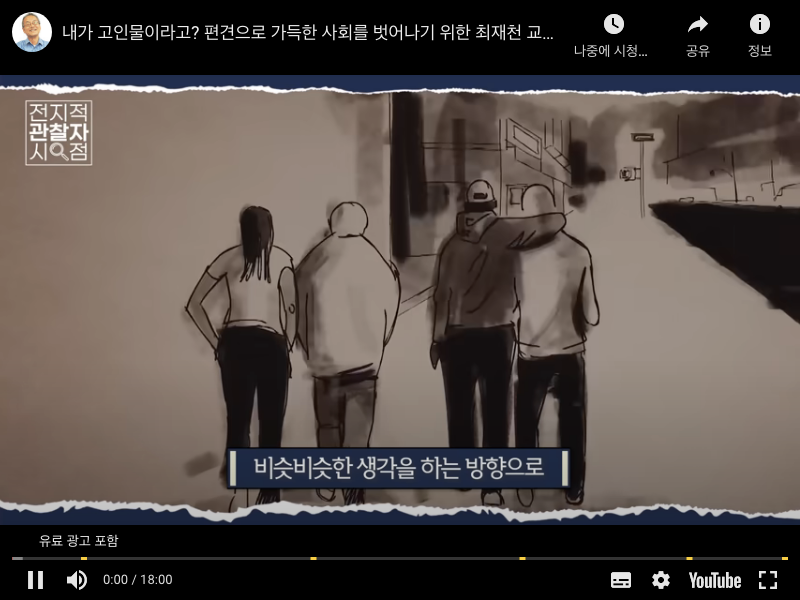 내가 고인물이라고? 편견으로 가득한 사회를 벗어나기 위한 최재천 교...
나중에 시청...
공유
정보
전지적
관찰자
시점
비슷비슷한 생각을 하는 방향으로
유료 광고 포함
0:00 / 18:00
YouTube